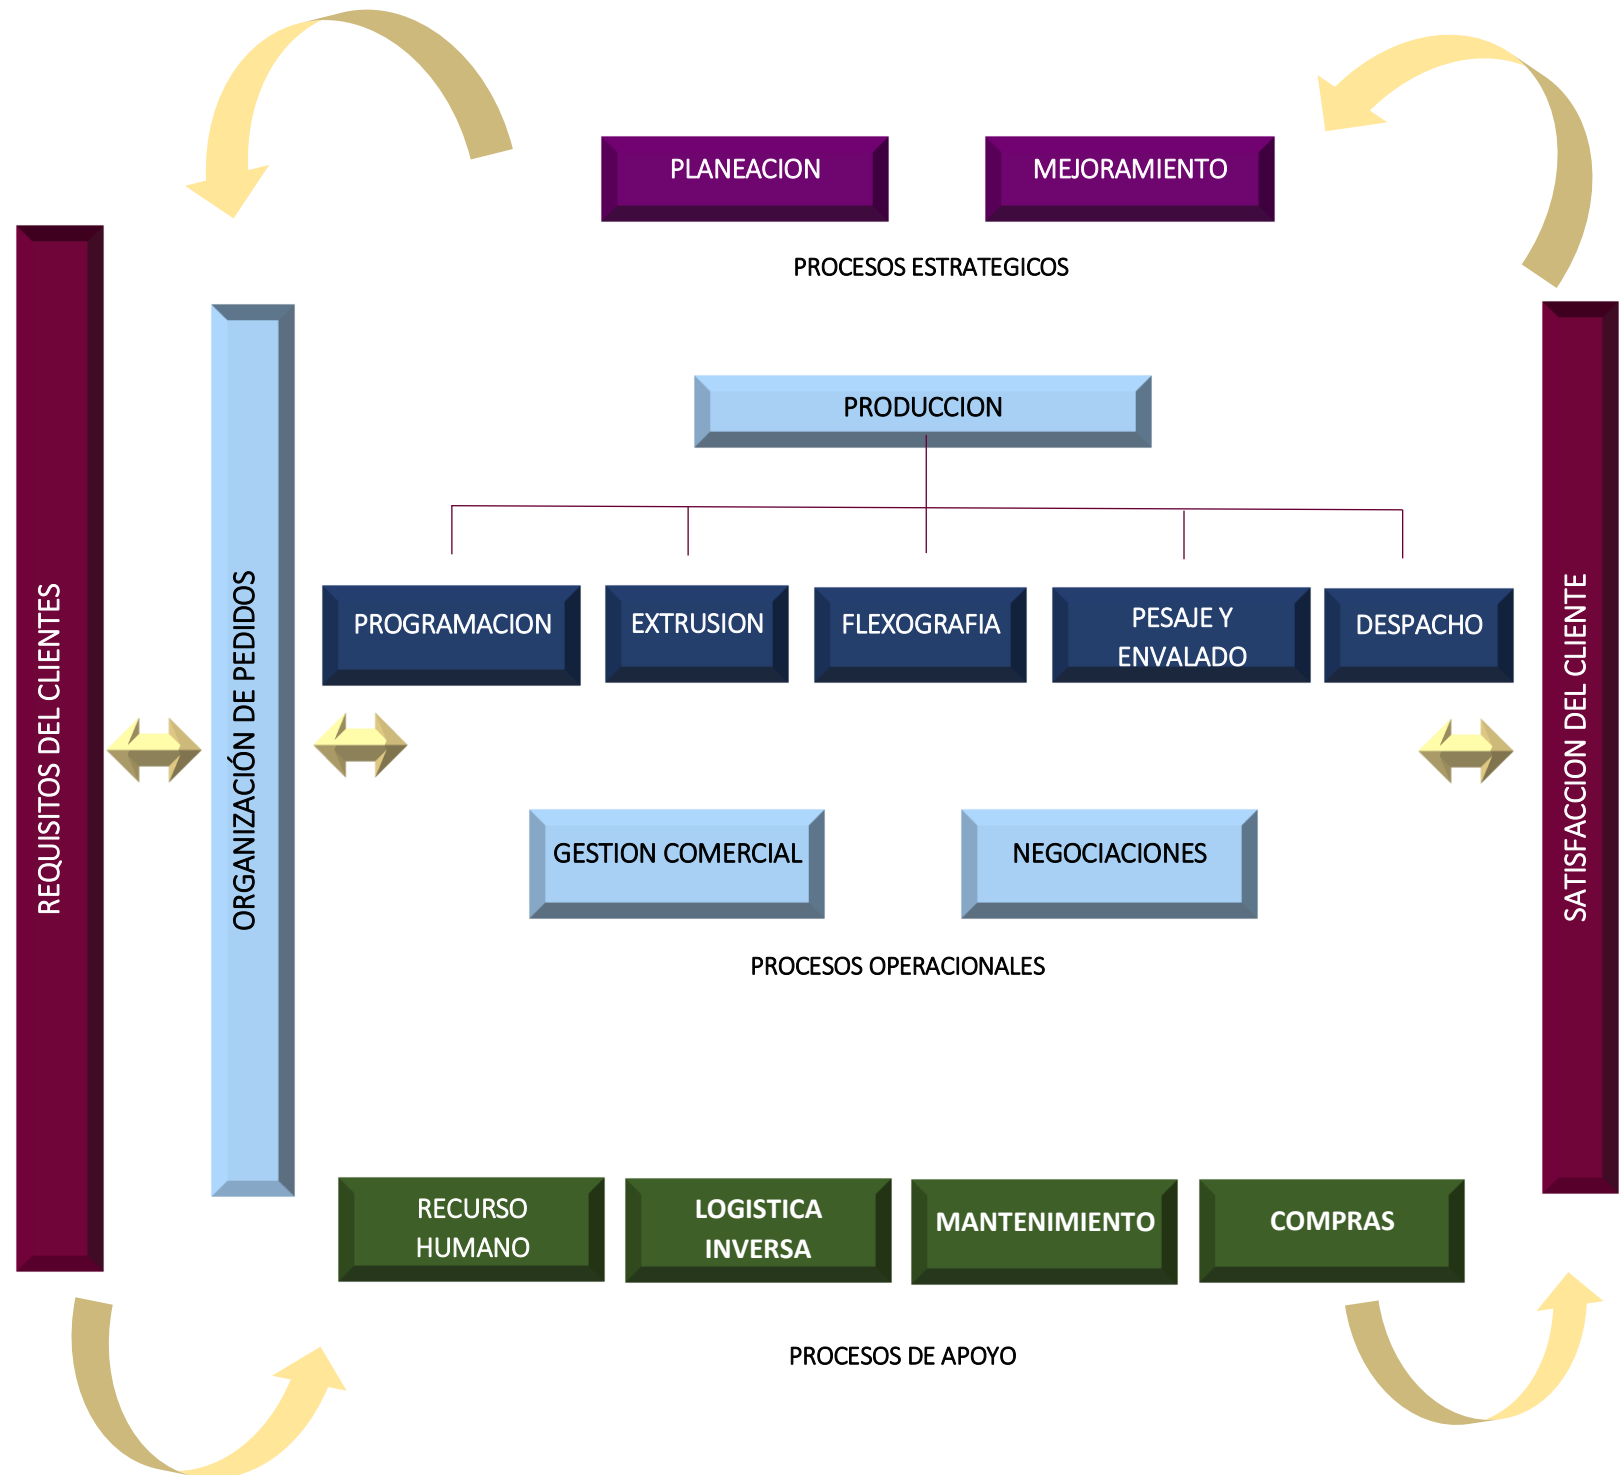 PLANEACION
MEJORAMIENTO
PROCESOS ESTRATEGICOS
REQUISITOS DEL CLIENTES
ORGANIZACIÓN DE PEDIDOS
PRODUCCION
PROGRAMACION
EXTRUSION
FLEXOGRAFIA
PESAJE Y
ENVALADO
DESPACHO
SATISFACCION DEL CLIENTE
GESTION COMERCIAL
NEGOCIACIONES
PROCESOS OPERACIONALES
RECURSO
HUMANO
LOGISTICA
INVERSA
MANTENIMIENTO
COMPRAS
PROCESOS DE APOYO